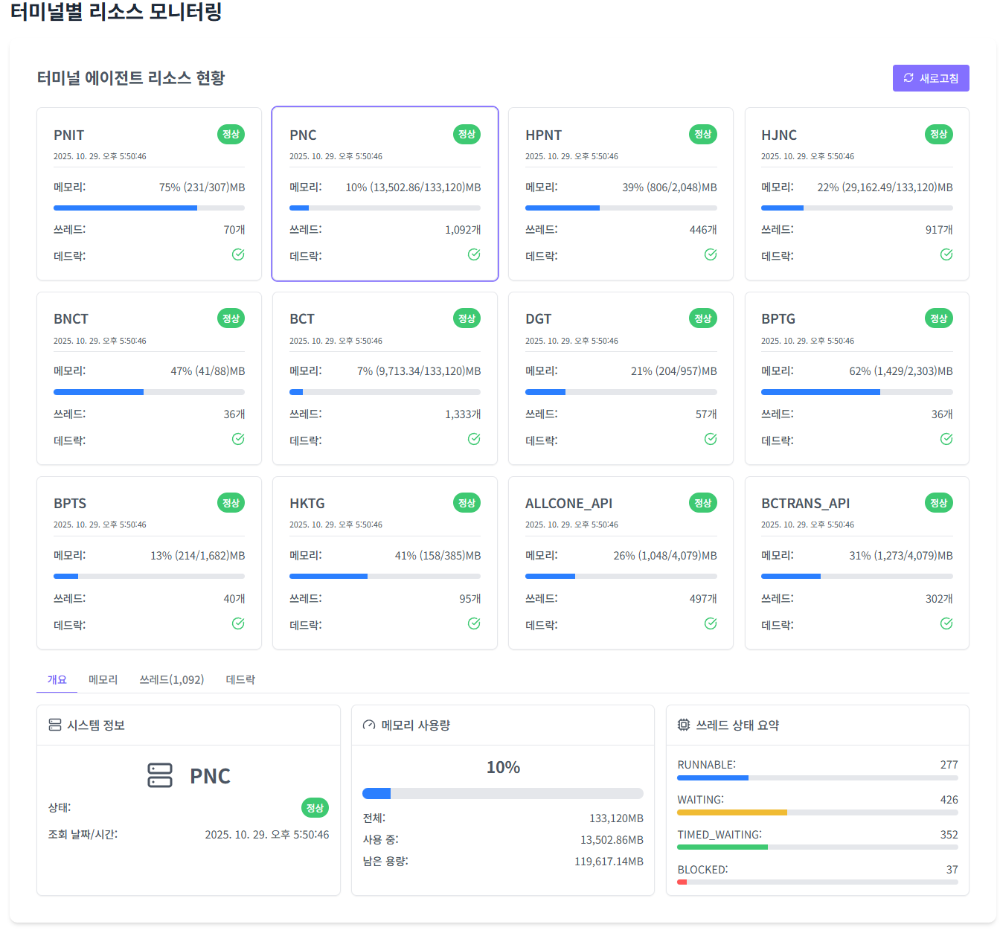 터미널별 리소스 모니터링
터미널 에이전트 리소스 현황
새로고침
PNIT 정상
2025. 10. 29. 오후 5:50:46
메모리: 75% (231/307)MB
쓰레드: 70개
데드락:
PNC 정상
2025. 10. 29. 오후 5:50:46
메모리: 10% (13,502.86/133,120)MB
쓰레드: 1,092개
데드락:
HPNT 정상
2025. 10. 29. 오후 5:50:46
메모리: 39% (806/2,048)MB
쓰레드: 446개
데드락:
HJNC 정상
2025. 10. 29. 오후 5:50:46
메모리: 22% (29,162.49/133,120)MB
쓰레드: 917개
데드락:
BNCT 정상
2025. 10. 29. 오후 5:50:46
메모리: 47% (41/88)MB
쓰레드: 36개
데드락:
BCT 정상
2025. 10. 29. 오후 5:50:46
메모리: 7% (9,713.34/133,120)MB
쓰레드: 1,333개
데드락:
DGT 정상
2025. 10. 29. 오후 5:50:46
메모리: 21% (204/957)MB
쓰레드: 57개
데드락:
BPTG 정상
2025. 10. 29. 오후 5:50:46
메모리: 62% (1,429/2,303)MB
쓰레드: 36개
데드락:
BPTS 정상
2025. 10. 29. 오후 5:50:46
메모리: 13% (214/1,682)MB
쓰레드: 40개
데드락:
HKTG 정상
2025. 10. 29. 오후 5:50:46
메모리: 41% (158/385)MB
쓰레드: 95개
데드락:
ALLCONE_API 정상
2025. 10. 29. 오후 5:50:46
메모리: 26% (1,048/4,079)MB
쓰레드: 497개
데드락:
BCTRANS_API 정상
2025. 10. 29. 오후 5:50:46
메모리: 31% (1,273/4,079)MB
쓰레드: 302개
데드락:
개요 메모리 쓰레드(1,092) 데드락
시스템 정보
PNC
상태: 정상
조회 날짜/시간: 2025. 10. 29. 오후 5:50:46
메모리 사용량
10%
전체: 133,120MB
사용 중: 13,502.86MB
남은 용량: 119,617.14MB
쓰레드 상태 요약
RUNNABLE: 277
WAITING: 426
TIMED_WAITING: 352
BLOCKED: 37